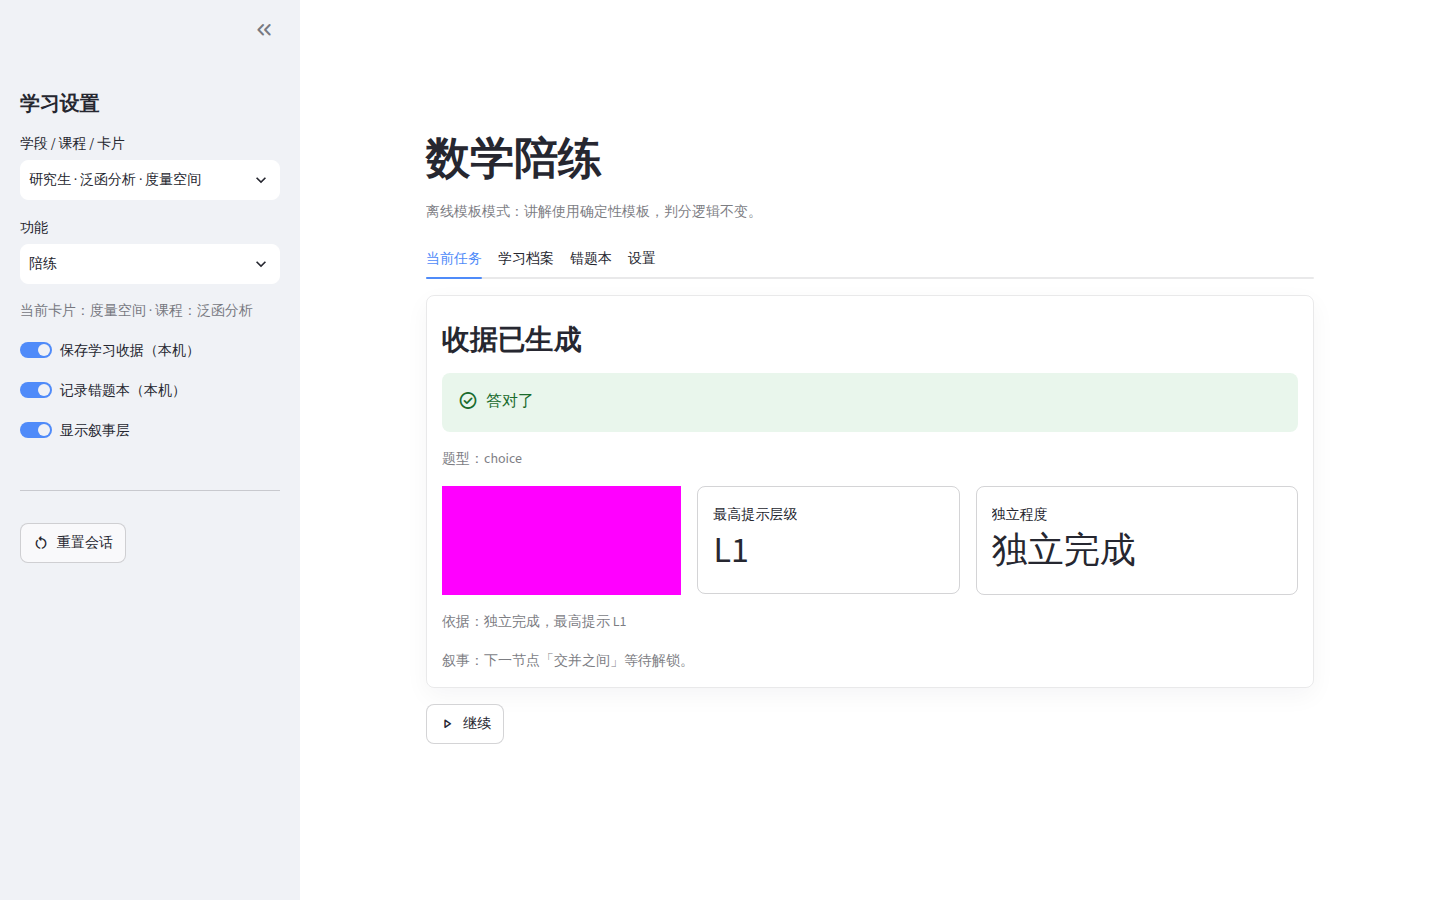 学习设置
学段 / 课程 / 卡片
研究生 · 泛函分析 · 度量空间
功能
陪练
当前卡片：度量空间 · 课程：泛函分析
保存学习收据（本机）
记录错题本（本机）
显示叙事层
重置会话
数学陪练
离线模板模式：讲解使用确定性模板，判分逻辑不变。
当前任务 学习档案 错题本 设置
收据已生成
答对了
题型：choice
最高提示层级
L1
独立程度
独立完成
依据：独立完成，最高提示 L1
叙事：下一节点「交并之间」等待解锁。
继续